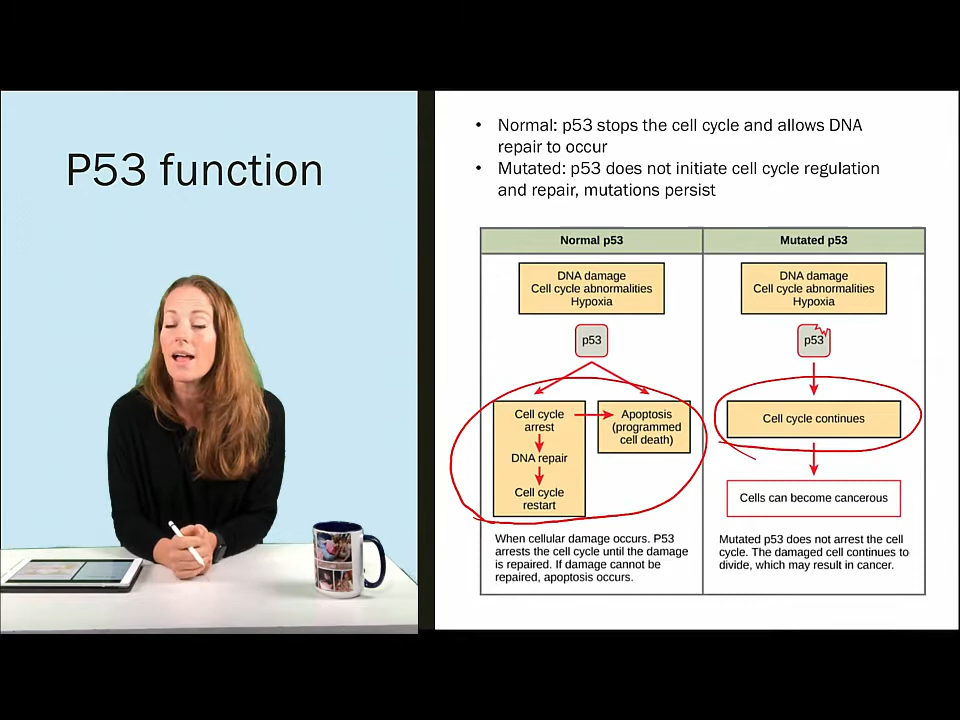 P53 function
• Normal: p53 stops the cell cycle and allows DNA
repair to occur
• Mutated: p53 does not initiate cell cycle regulation
and repair, mutations persist
Normal p53
Mutated p53
DNA damage
Cell cycle abnormalities
Hypoxia
p53
Cell cycle
arrest
DNA repair
Cell cycle
restart
Apoptosis
(programmed
cell death)
When cellular damage occurs. P53
arrests the cell cycle until the damage
is repaired. If damage cannot be
repaired, apoptosis occurs.
DNA damage
Cell cycle abnormalities
Hypoxia
p53
Cell cycle continues
Cells can become cancerous
Mutated p53 does not arrest the cell
cycle. The damaged cell continues to
divide, which may result in cancer.